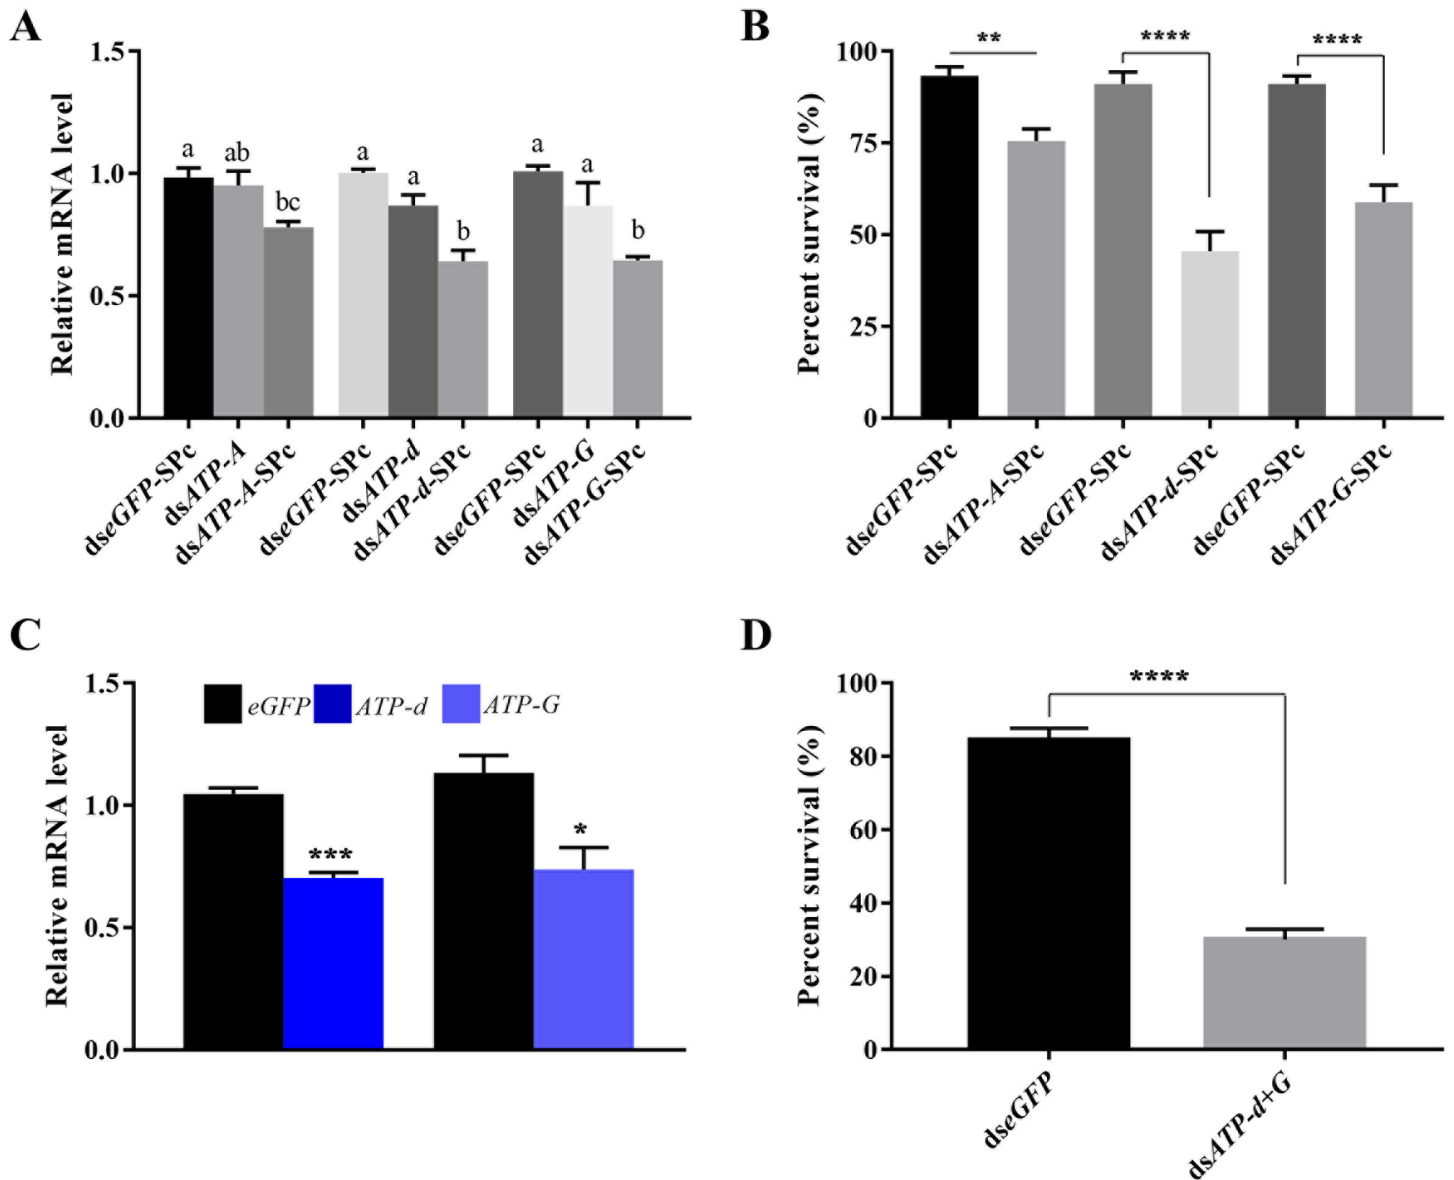 A
Relative mRNA level
1.5
1.0
0.5
0.0
a
ab
bc
a
a
b
a
a
b
dseGFP-SPc
dsATP-A
dsATP-A-SPc
dseGFP-SPc
dsATP-d
dsATP-d-SPc
dseGFP-SPc
dsATP-G
dsATP-G-SPc
B
Percent survival (%)
100
75
50
25
0
**
****
****
dseGFP-SPc
dsATP-A-SPc
dseGFP-SPc
dsATP-d-SPc
dseGFP-SPc
dsATP-G-SPc
C
Relative mRNA level
1.5
1.0
0.5
0.0
eGFP ATP-d ATP-G
***
*
D
Percent survival (%)
100
80
60
40
20
0
****
dseGFP
dsATP-d+G